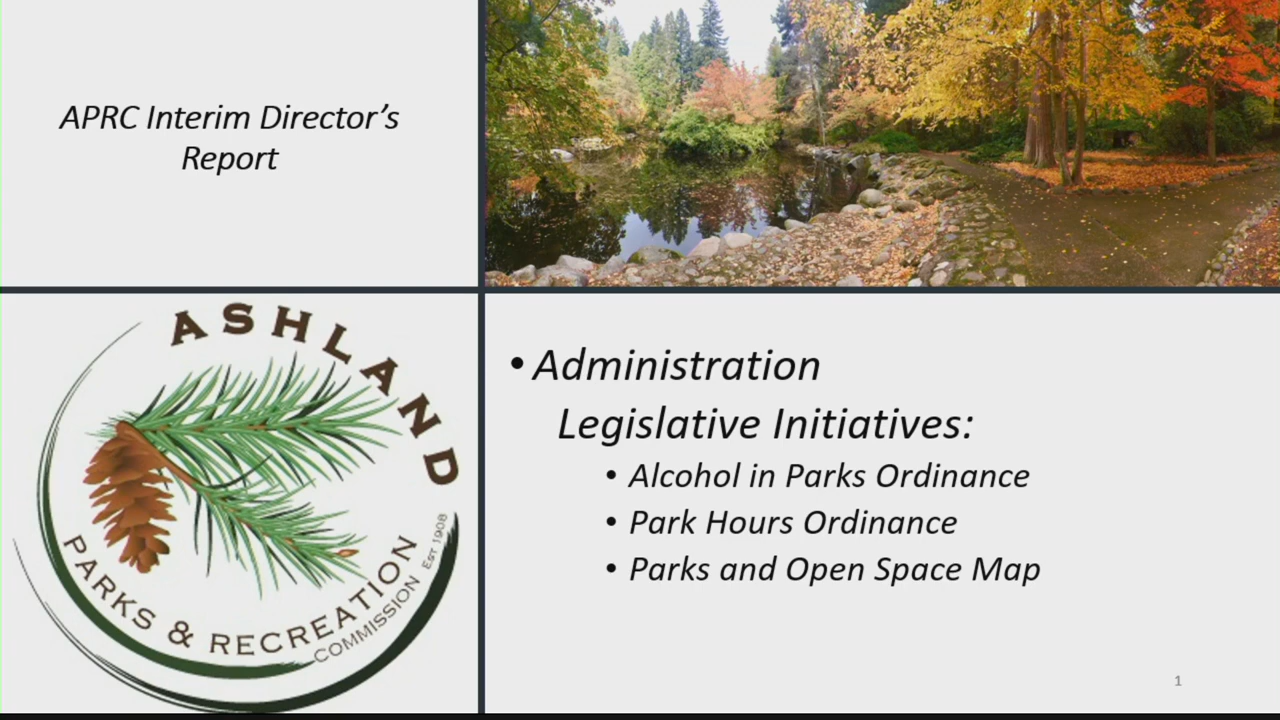 APRC Interim Director’s
Report
ASHLAND
PARKS & RECREATION
COMMISSION EST 1908
• Administration
Legislative Initiatives:
• Alcohol in Parks Ordinance
• Park Hours Ordinance
• Parks and Open Space Map
1